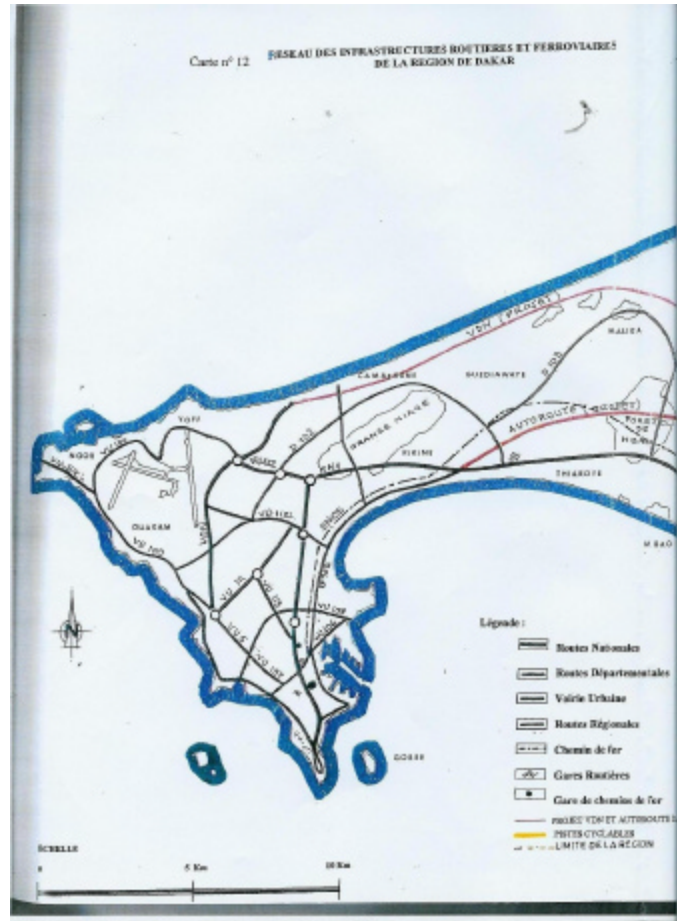 Carte n° 12
RESEAU DES INFRASTRUCTURES ROUTIERES ET FERROVIAIRES
DE LA REGION DE DAKAR
VDN (PROJET)
MALIKA
CAMBERENE
GUEDIAWAYE
AUTOROUTE (PROJET)
YOFF
GRANDE NIAYE
NGOR
PIKINE
THIAROYE
OUAKAM
MBAO
VDN
N
Légende :
Routes Nationales
Routes Départementales
Voirie Urbaine
Routes Régionales
Chemin de fer
Gares Routières
Gare de chemins de fer
GOREE
PROJET VDN ET AUTOROUTE
PISTES CYCLABLES
LIMITE DE LA REGION
ECHELLE
0
5 Km
10 Km